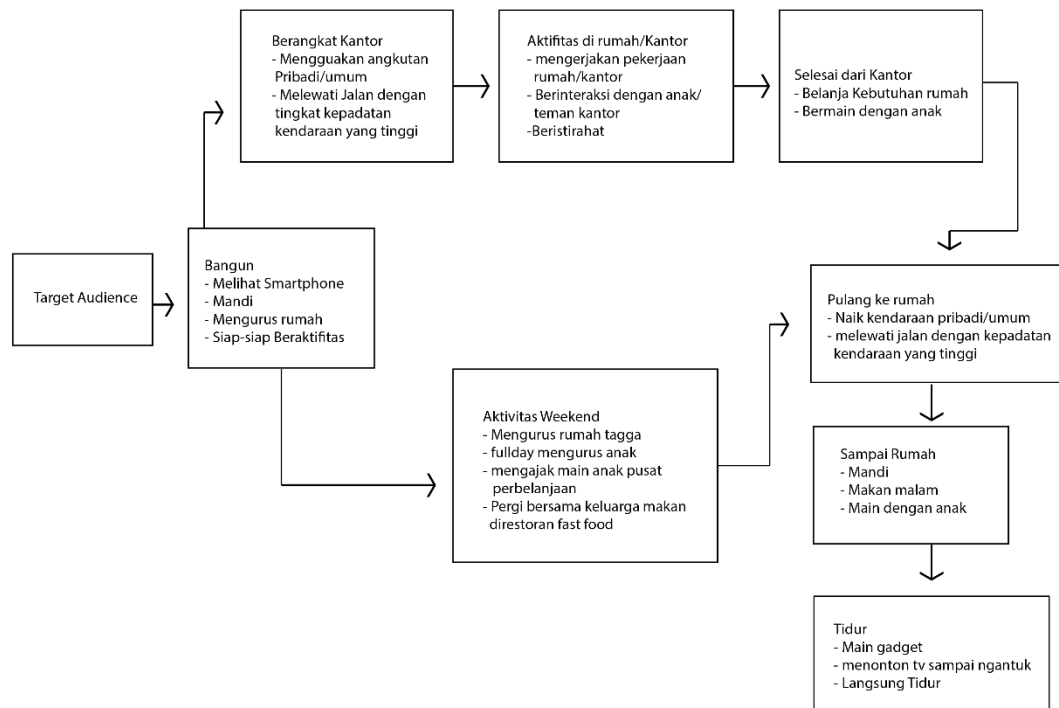 Target Audience
Bangun
- Melihat Smartphone
- Mandi
- Mengurus rumah
- Siap-siap Beraktifitas
Berangkat Kantor
- Mengguakan angkutan
Pribadi/umum
- Melewati Jalan dengan
tingkat kepadatan
kendaraan yang tinggi
Aktifitas di rumah/Kantor
- mengerjakan pekerjaan
rumah/kantor
- Berinteraksi dengan anak/
teman kantor
-Beristirahat
Selesai dari Kantor
- Belanja Kebutuhan rumah
- Bermain dengan anak
Aktivitas Weekend
- Mengurus rumah tagga
- fullday mengurus anak
- mengajak main anak pusat
perbelanjaan
- Pergi bersama keluarga makan
direstoran fast food
Pulang ke rumah
- Naik kendaraan pribadi/umum
- melewati jalan dengan kepadatan
kendaraan yang tinggi
Sampai Rumah
- Mandi
- Makan malam
- Main dengan anak
Tidur
- Main gadget
- menonton tv sampai ngantuk
- Langsung Tidur